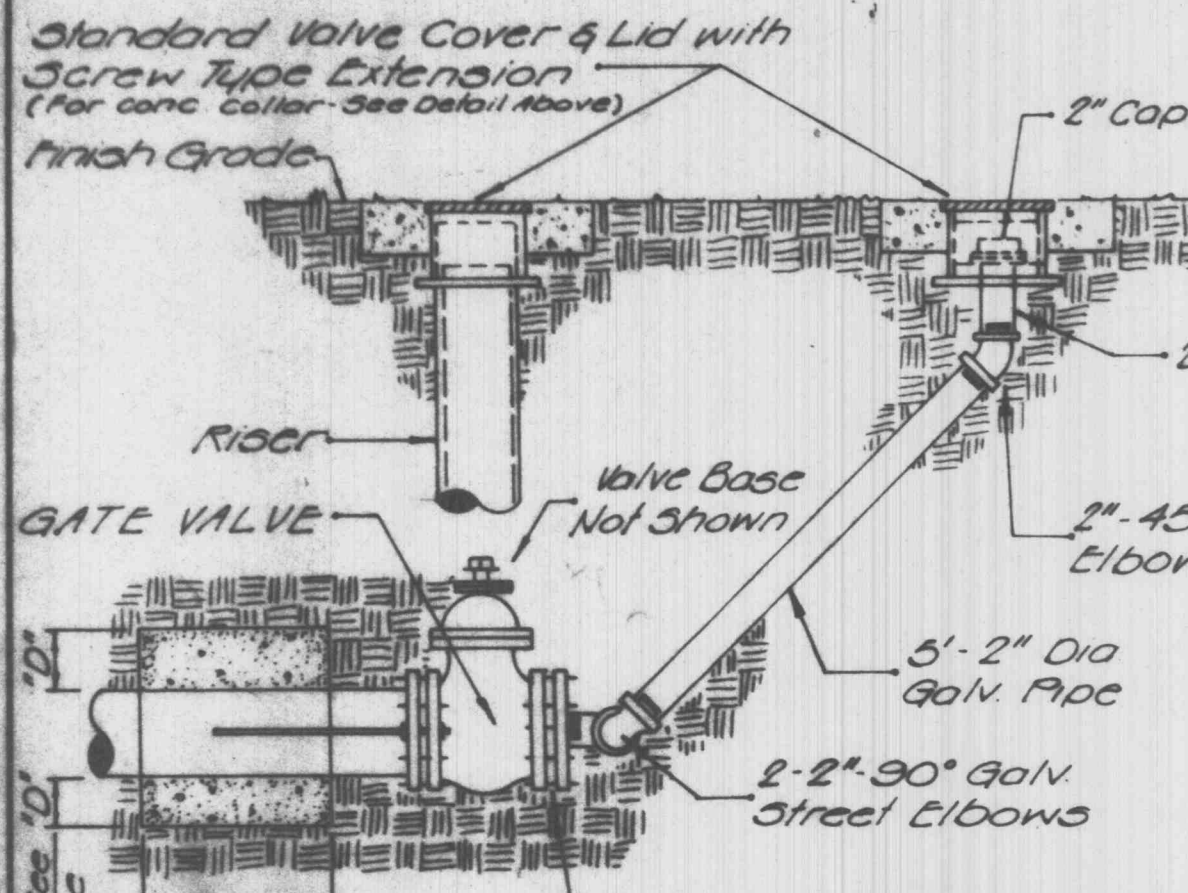 Standard Valve Cover & Lid with
Screw Type Extension
(For conc. collar - See Detail Above)
Finish Grade
2" Cap
Riser
Valve Base
Not Shown
GATE VALVE
2"-45
Elbow
"D"
5'-2" Dia
Galv. Pipe
2-2"-90° Galv.
Street Elbows
"D"